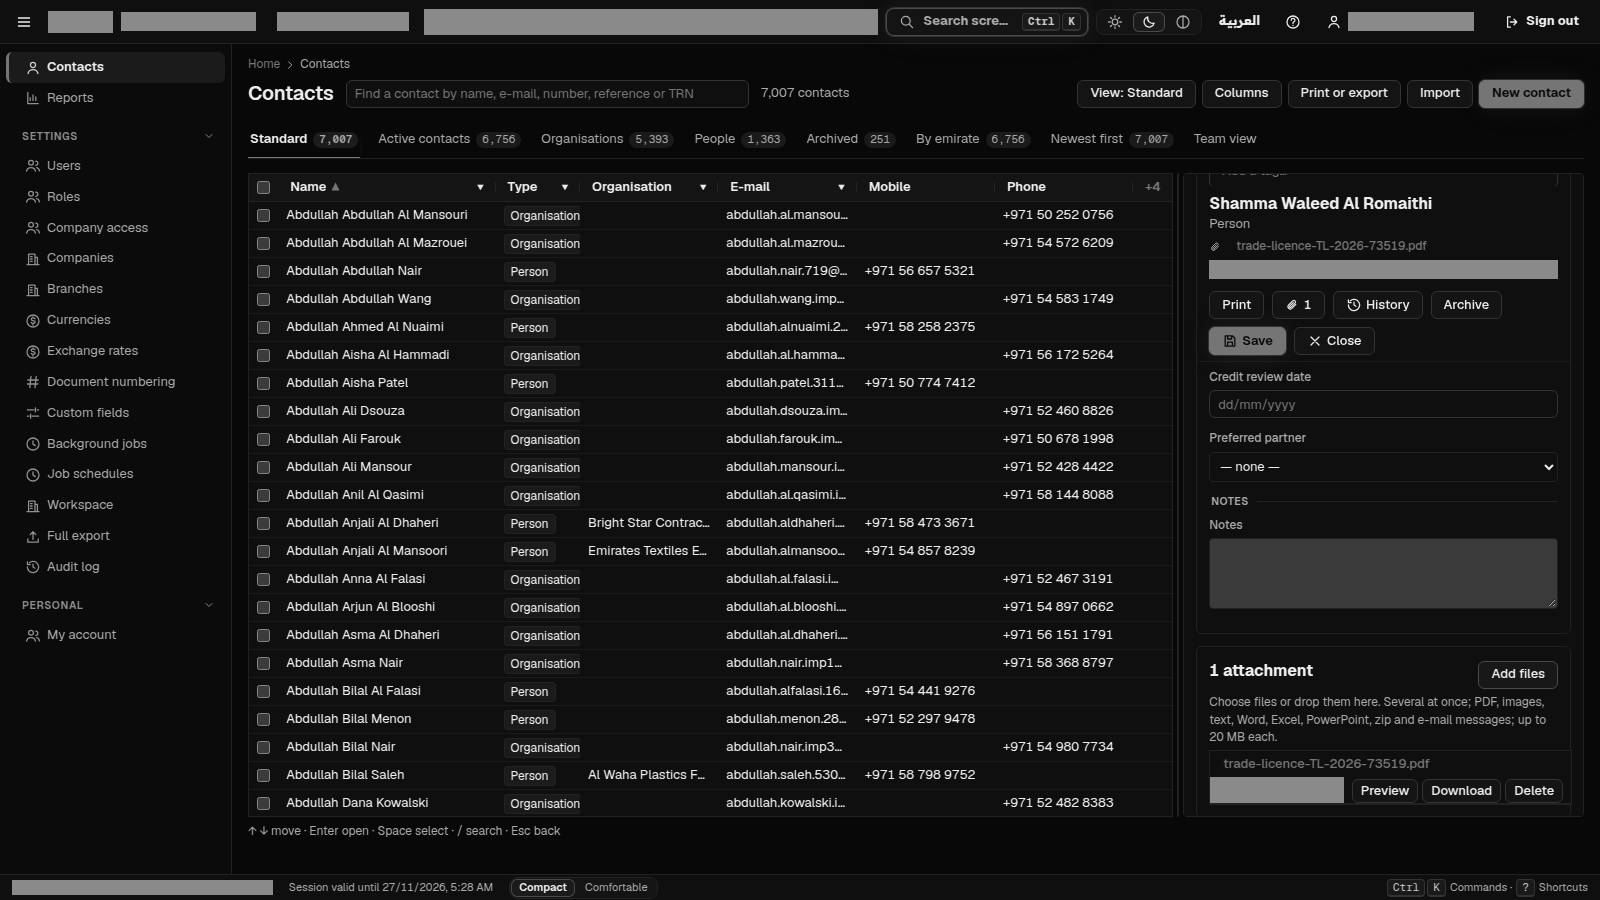 Search scre... Ctrl K العربية Sign out
Contacts
Reports
SETTINGS
Users
Roles
Company access
Companies
Branches
Currencies
Exchange rates
Document numbering
Custom fields
Background jobs
Job schedules
Workspace
Full export
Audit log
PERSONAL
My account
Home > Contacts
Contacts Find a contact by name, e-mail, number, reference or TRN 7,007 contacts View: Standard Columns Print or export Import New contact
Standard 7,007 Active contacts 6,756 Organisations 5,393 People 1,363 Archived 251 By emirate 6,756 Newest first 7,007 Team view
Name Type Organisation E-mail Mobile Phone +4
Abdullah Abdullah Al Mansouri Organisation abdullah.al.mansou... +971 50 252 0756
Abdullah Abdullah Al Mazrouei Organisation abdullah.al.mazrou... +971 54 572 6209
Abdullah Abdullah Nair Person abdullah.nair.719@... +971 56 657 5321
Abdullah Abdullah Wang Organisation abdullah.wang.imp... +971 54 583 1749
Abdullah Ahmed Al Nuaimi Person abdullah.alnuaimi.2... +971 58 258 2375
Abdullah Aisha Al Hammadi Organisation abdullah.al.hamma... +971 56 172 5264
Abdullah Aisha Patel Person abdullah.patel.311... +971 50 774 7412
Abdullah Ali Dsouza Organisation abdullah.dsouza.im... +971 52 460 8826
Abdullah Ali Farouk Organisation abdullah.farouk.im... +971 50 678 1998
Abdullah Ali Mansour Organisation abdullah.mansour.i... +971 52 428 4422
Abdullah Anil Al Qasimi Organisation abdullah.al.qasimi.i... +971 58 144 8088
Abdullah Anjali Al Dhaheri Person Bright Star Contrac... abdullah.aldhaheri.... +971 58 473 3671
Abdullah Anjali Al Mansoori Person Emirates Textiles E... abdullah.almansoo... +971 54 857 8239
Abdullah Anna Al Falasi Organisation abdullah.al.falasi.i... +971 52 467 3191
Abdullah Arjun Al Blooshi Organisation abdullah.al.blooshi.... +971 54 897 0662
Abdullah Asma Al Dhaheri Organisation abdullah.al.dhaheri.... +971 56 151 1791
Abdullah Asma Nair Organisation abdullah.nair.imp1... +971 58 368 8797
Abdullah Bilal Al Falasi Person abdullah.alfalasi.16... +971 54 441 9276
Abdullah Bilal Menon Person abdullah.menon.28... +971 52 297 9478
Abdullah Bilal Nair Organisation abdullah.nair.imp3... +971 54 980 7734
Abdullah Bilal Saleh Person Al Waha Plastics F... abdullah.saleh.530... +971 58 798 9752
Abdullah Dana Kowalski Organisation abdullah.kowalski.i... +971 52 482 8383
↑ ↓ move · Enter open · Space select · / search · Esc back
Shamma Waleed Al Romaithi
Person
trade-licence-TL-2026-73519.pdf
Print 1 History Archive
Save Close
Credit review date
dd/mm/yyyy
Preferred partner
— none —
NOTES
Notes
1 attachment Add files
Choose files or drop them here. Several at once; PDF, images,
text, Word, Excel, PowerPoint, zip and e-mail messages; up to
20 MB each.
trade-licence-TL-2026-73519.pdf
Preview Download Delete
Session valid until 27/11/2026, 5:28 AM Compact Comfortable Ctrl K Commands · ? Shortcuts